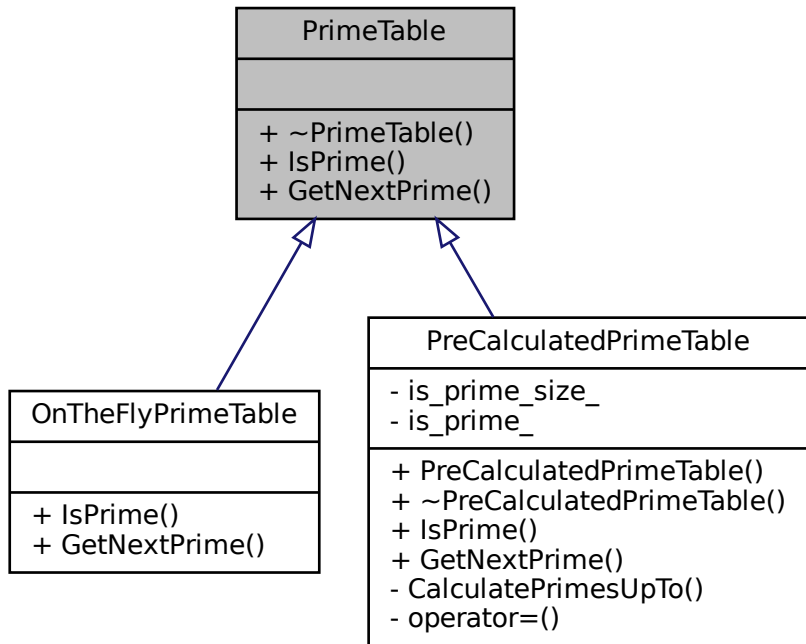 PrimeTable
+ ~PrimeTable()
+ IsPrime()
+ GetNextPrime()
OnTheFlyPrimeTable
+ IsPrime()
+ GetNextPrime()
PreCalculatedPrimeTable
- is_prime_size_
- is_prime_
+ PreCalculatedPrimeTable()
+ ~PreCalculatedPrimeTable()
+ IsPrime()
+ GetNextPrime()
- CalculatePrimesUpTo()
- operator=()